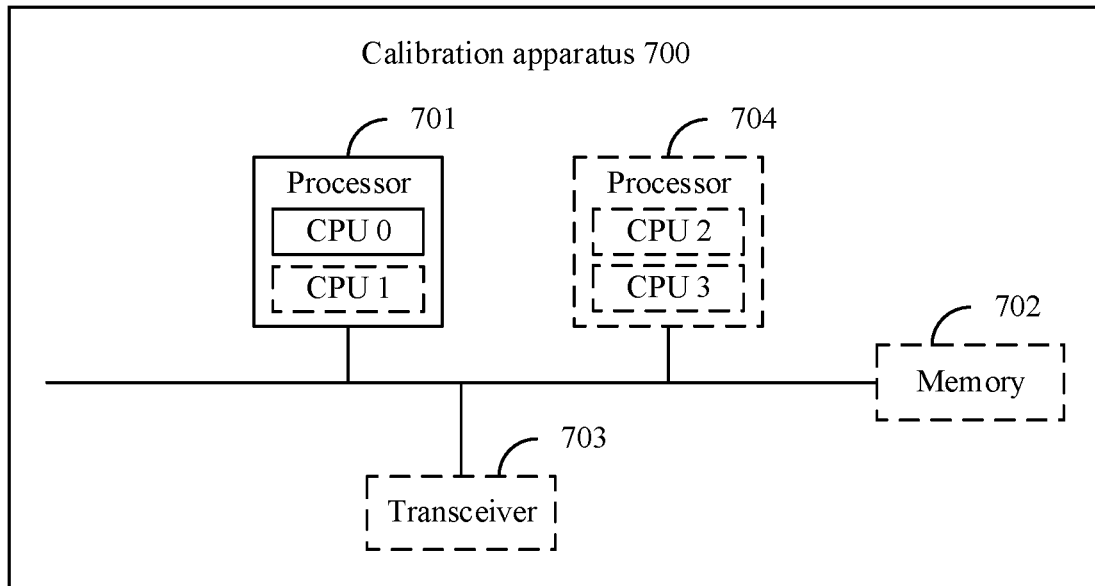 Calibration apparatus 700
701
704
Processor
CPU 0
CPU 1
Processor
CPU 2
CPU 3
702
Memory
703
Transceiver